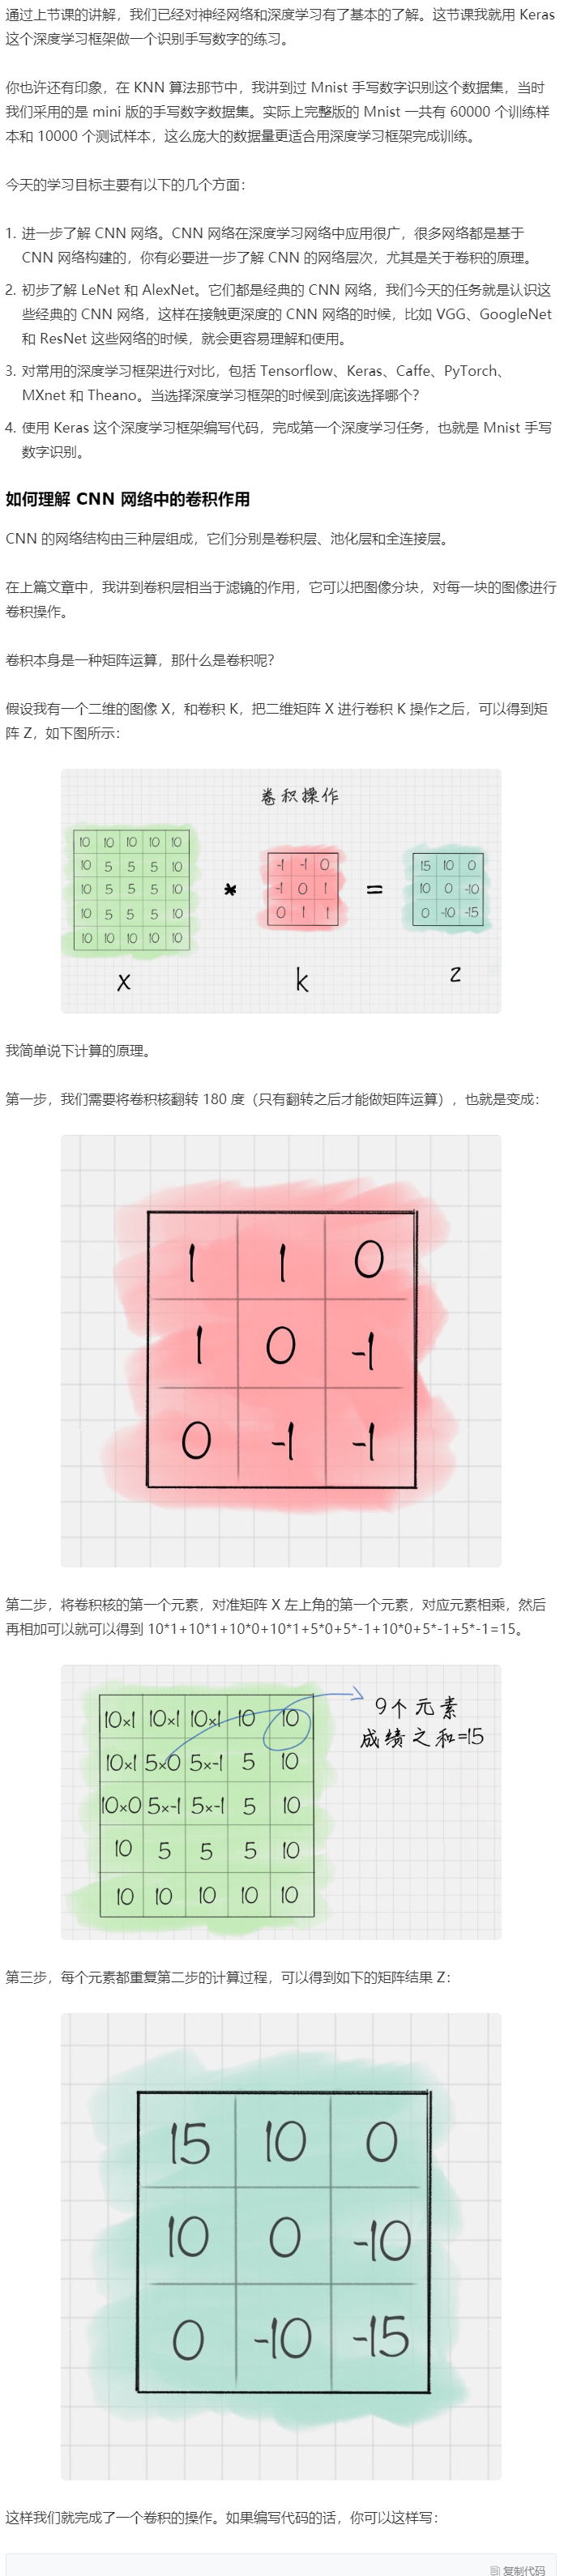 通过上节课的讲解，我们已经对神经网络和深度学习有了基本的了解。这节课我就用 Keras
这个深度学习框架做一个识别手写数字的练习。
你也许还有印象，在 KNN 算法那节中，我讲到过 Mnist 手写数字识别这个数据集，当时
我们采用的是 mini 版的手写数字数据集。实际上完整版的 Mnist 一共有 60000 个训练样
本和 10000 个测试样本，这么庞大的数据量更适合用深度学习框架完成训练。
今天的学习目标主要有以下的几个方面：
1. 进一步了解 CNN 网络。CNN 网络在深度学习网络中应用很广，很多网络都是基于
CNN 网络构建的，你有必要进一步了解 CNN 的网络层次，尤其是关于卷积的原理。
2. 初步了解 LeNet 和 AlexNet。它们都是经典的 CNN 网络，我们今天的任务就是认识这
些经典的 CNN 网络，这样在接触更深度的 CNN 网络的时候，比如 VGG、GoogleNet
和 ResNet 这些网络的时候，就会更容易理解和使用。
3. 对常用的深度学习框架进行对比，包括 Tensorflow、Keras、Caffe、PyTorch、
MXnet 和 Theano。当选择深度学习框架的时候到底该选择哪个？
4. 使用 Keras 这个深度学习框架编写代码，完成第一个深度学习任务，也就是 Mnist 手写
数字识别。
如何理解 CNN 网络中的卷积作用
CNN 的网络结构由三种层组成，它们分别是卷积层、池化层和全连接层。
在上篇文章中，我讲到卷积层相当于滤镜的作用，它可以把图像分块，对每一块的图像进行
卷积操作。
卷积本身是一种矩阵运算，那什么是卷积呢？
假设我有一个二维的图像 X，和卷积 K，把二维矩阵 X 进行卷积 K 操作之后，可以得到矩
阵 Z，如下图所示：
卷积操作
10 10 10 10 10
10 5 5 5 10
10 5 5 5 10
10 5 5 5 10
10 10 10 10 10
X
*
-1 -1 0
-1 0 1
0 1 1
k
=
15 10 0
10 0 -10
0 -10 -15
z
我简单说下计算的原理。
第一步，我们需要将卷积核翻转 180 度（只有翻转之后才能做矩阵运算），也就是变成：
1 1 0
1 0 -1
0 -1 -1
第二步，将卷积核的第一个元素，对准矩阵 X 左上角的第一个元素，对应元素相乘，然后
再相加可以就可以得到 10*1+10*1+10*0+10*1+5*0+5*-1+10*0+5*-1+5*-1=15。
10×1 10×1 10×1 10 10
10×1 5×0 5×-1 5 10
10×0 5×-1 5×-1 5 10
10 5 5 5 10
10 10 10 10 10
9个元素
成绩之和=15
第三步，每个元素都重复第二步的计算过程，可以得到如下的矩阵结果 Z：
15 10 0
10 0 -10
0 -10 -15
这样我们就完成了一个卷积的操作。如果编写代码的话，你可以这样写：
复制代码